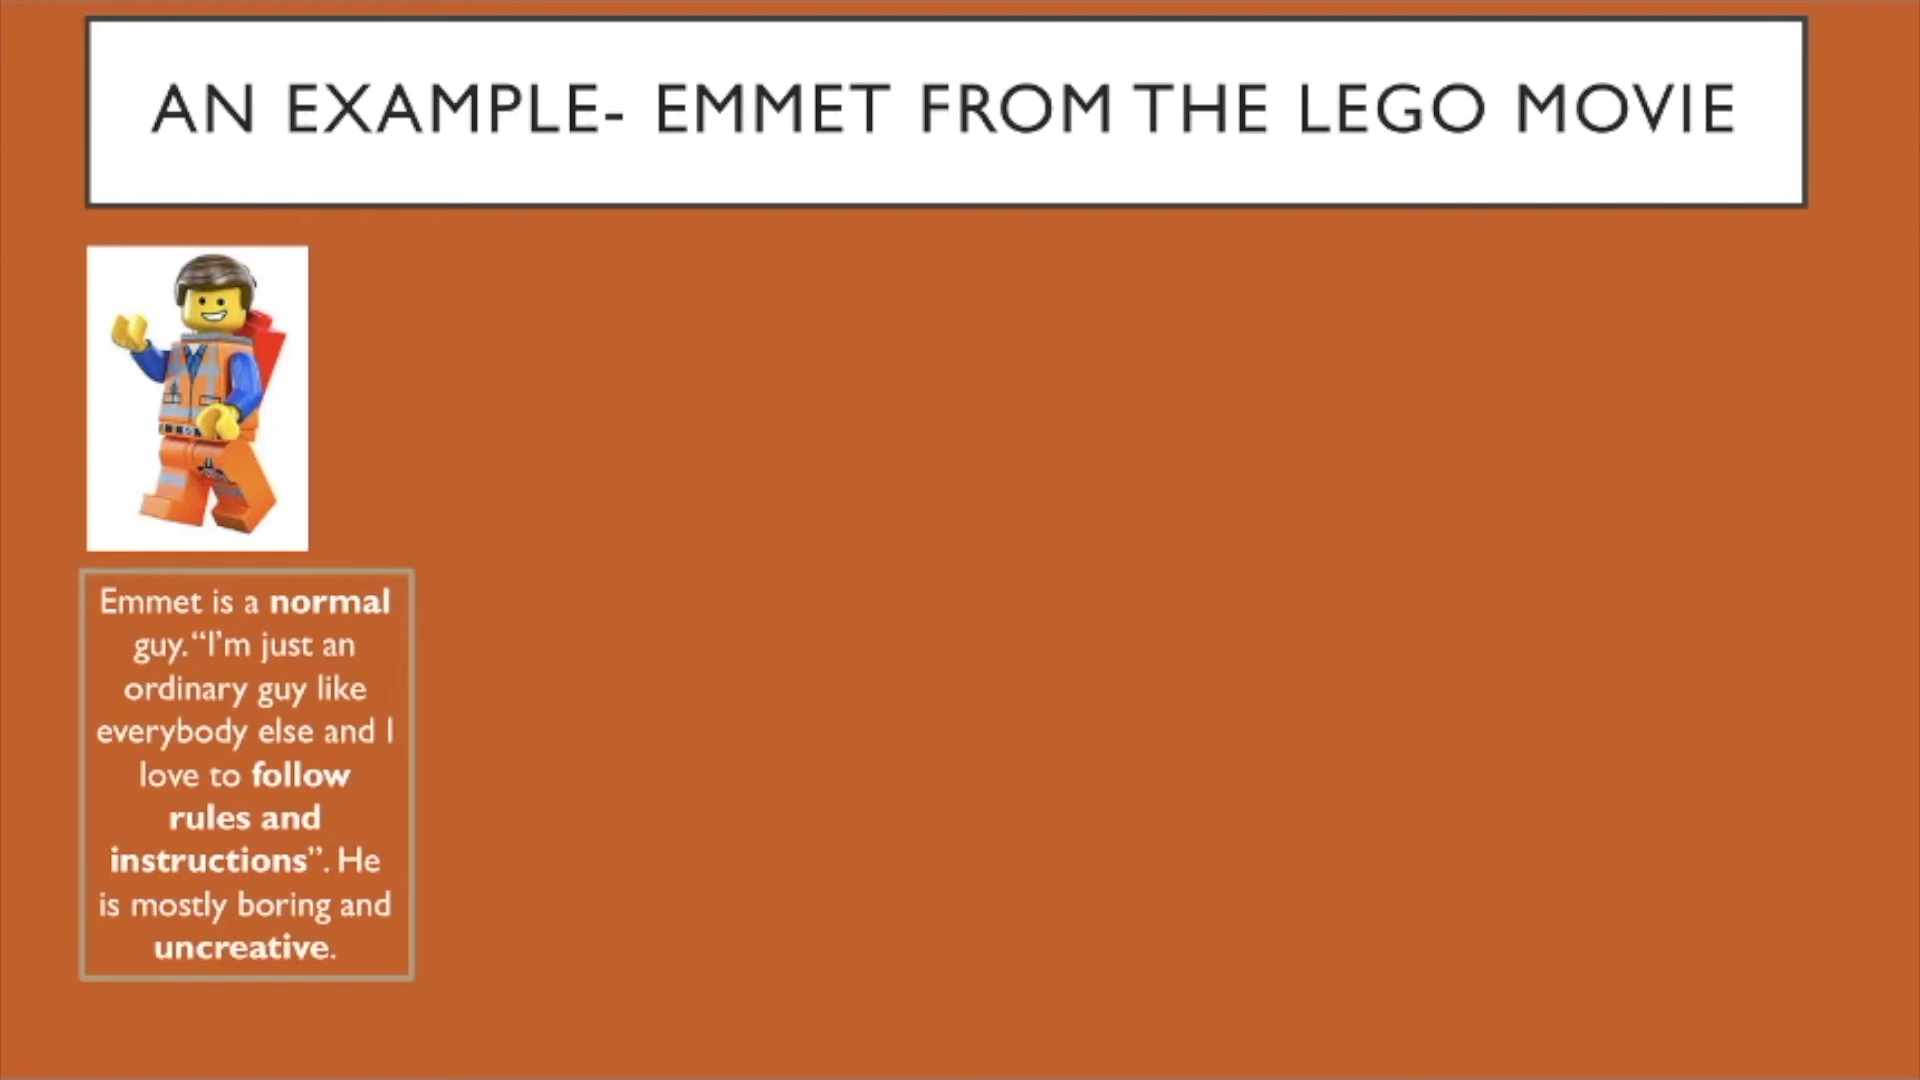 AN EXAMPLE- EMMET FROM THE LEGO MOVIE
Emmet is a normal
guy. “I’m just an
ordinary guy like
everybody else and I
love to follow
rules and
instructions”. He
is mostly boring and
uncreative.